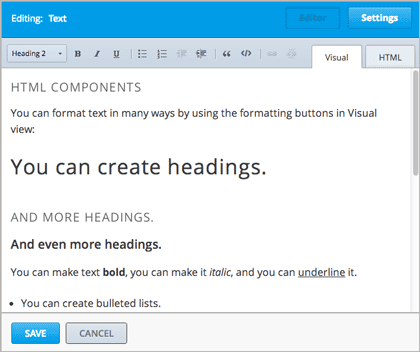 Editing: Text Editor Settings
Heading 2 B I U “ </> Visual HTML
HTML COMPONENTS
You can format text in many ways by using the formatting buttons in Visual
view:
You can create headings.
AND MORE HEADINGS.
And even more headings.
You can make text bold, you can make it italic, and you can underline it.
• You can create bulleted lists.
SAVE CANCEL